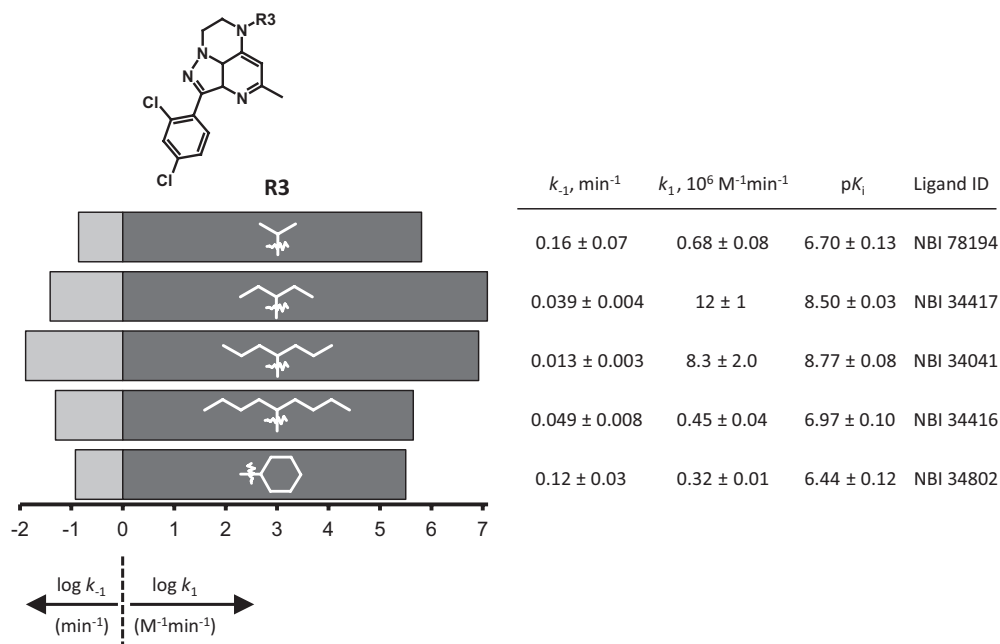 R3
N
N
N
N
Cl
Cl
R3
k₋₁, min⁻¹ k₁, 10⁶ M⁻¹min⁻¹ pKᵢ Ligand ID
0.16 ± 0.07 0.68 ± 0.08 6.70 ± 0.13 NBI 78194
0.039 ± 0.004 12 ± 1 8.50 ± 0.03 NBI 34417
0.013 ± 0.003 8.3 ± 2.0 8.77 ± 0.08 NBI 34041
0.049 ± 0.008 0.45 ± 0.04 6.97 ± 0.10 NBI 34416
0.12 ± 0.03 0.32 ± 0.01 6.44 ± 0.12 NBI 34802
-2 -1 0 1 2 3 4 5 6 7
log k₋₁ log k₁
(min⁻¹) (M⁻¹min⁻¹)